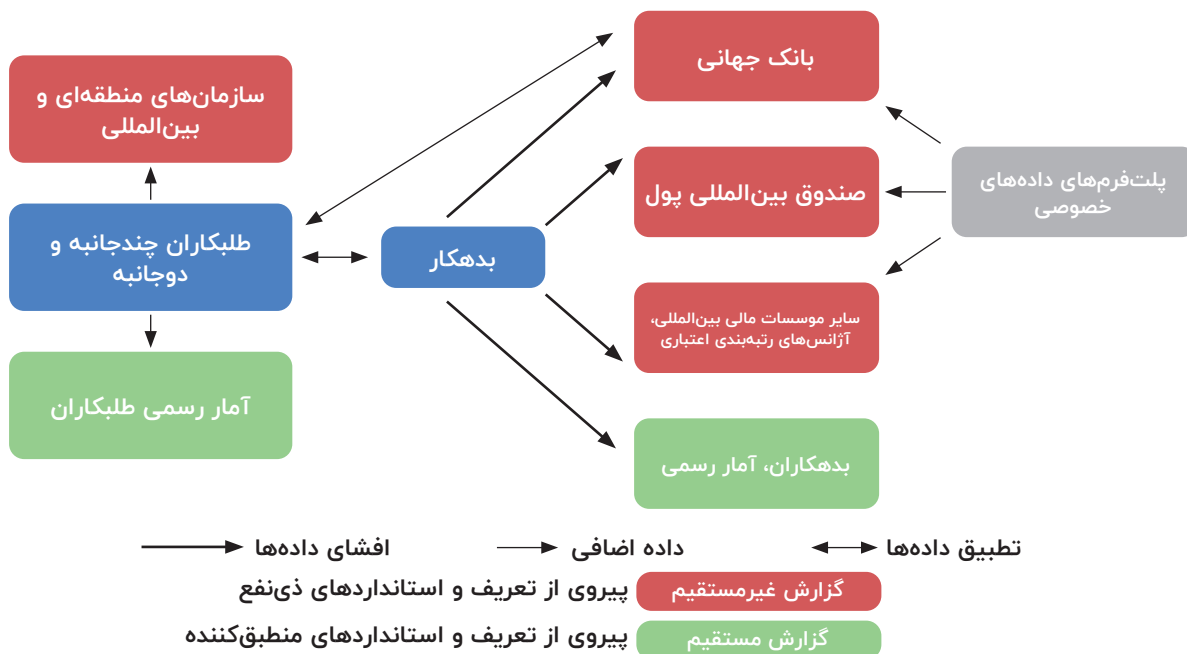 بانک جهانی
سازمان‌های منطقه‌ای و
بین‌المللی
صندوق بین‌المللی پول
پلت‌فرم‌های داده‌های
خصوصی
طلبکاران چندجانبه و
دوجانبه
بدهکار
سایر موسسات مالی بین‌المللی،
آژانس‌های رتبه‌بندی اعتباری
آمار رسمی طلبکاران
بدهکاران، آمار رسمی
تطبیق داده‌ها
داده اضافی
افشای داده‌ها
گزارش غیرمستقیم
پیروی از تعریف و استانداردهای ذی‌نفع
گزارش مستقیم
پیروی از تعریف و استانداردهای منطبق‌کننده